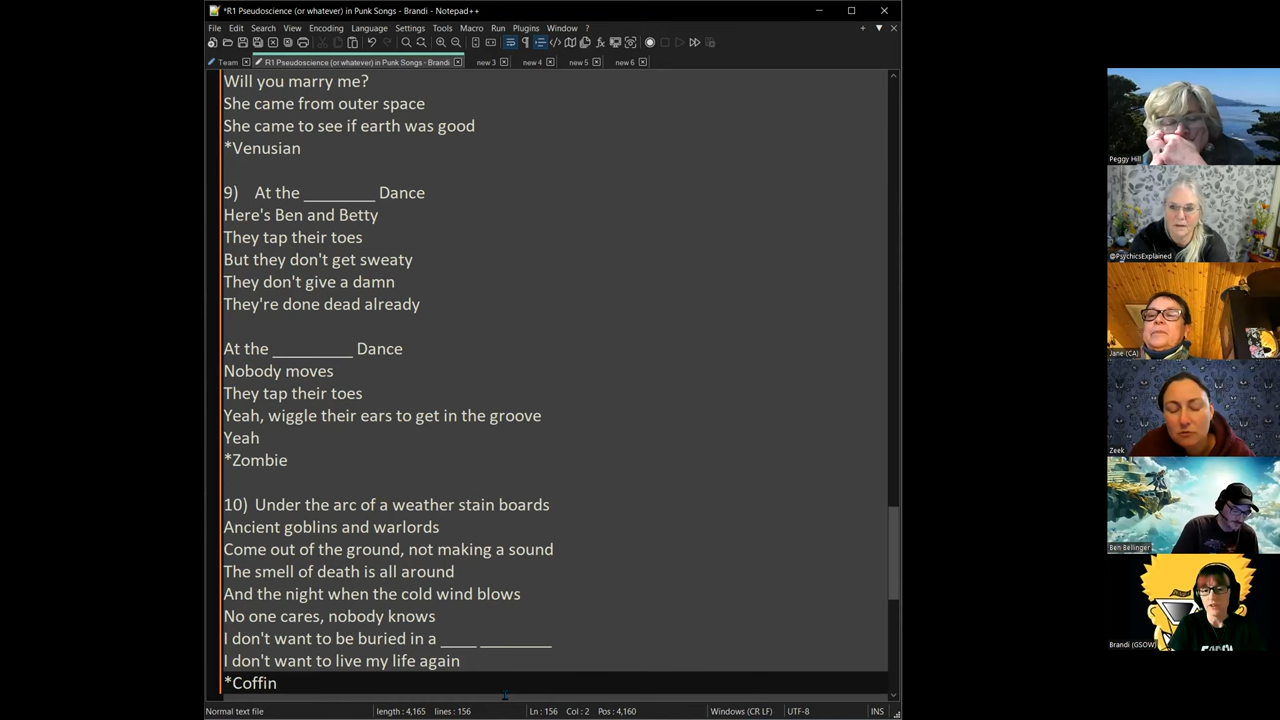 *R1 Pseudoscience (or whatever) in Punk Songs - Brandi - Notepad++
File Edit Search View Encoding Language Settings Tools Macro Run Plugins Window ?
Team R1 Pseudoscience (or whatever) in Punk Songs - Brandi new 3 new 4 new 5 new 6
Will you marry me?
She came from outer space
She came to see if earth was good
*Venusian
9) At the ________ Dance
Here's Ben and Betty
They tap their toes
But they don't get sweaty
They don't give a damn
They're done dead already
At the _________ Dance
Nobody moves
They tap their toes
Yeah, wiggle their ears to get in the groove
Yeah
*Zombie
10) Under the arc of a weather stain boards
Ancient goblins and warlords
Come out of the ground, not making a sound
The smell of death is all around
And the night when the cold wind blows
No one cares, nobody knows
I don't want to be buried in a ____ ________
I don't want to live my life again
*Coffin
Normal text file length : 4,165 lines : 156 Ln : 156 Col : 2 Pos : 4,160 Windows (CR LF) UTF-8 INS
Peggy Hill
@PsychicsExplained
Jane (CA)
Zeek
Ben Bellinger
Brandi (GSOW)